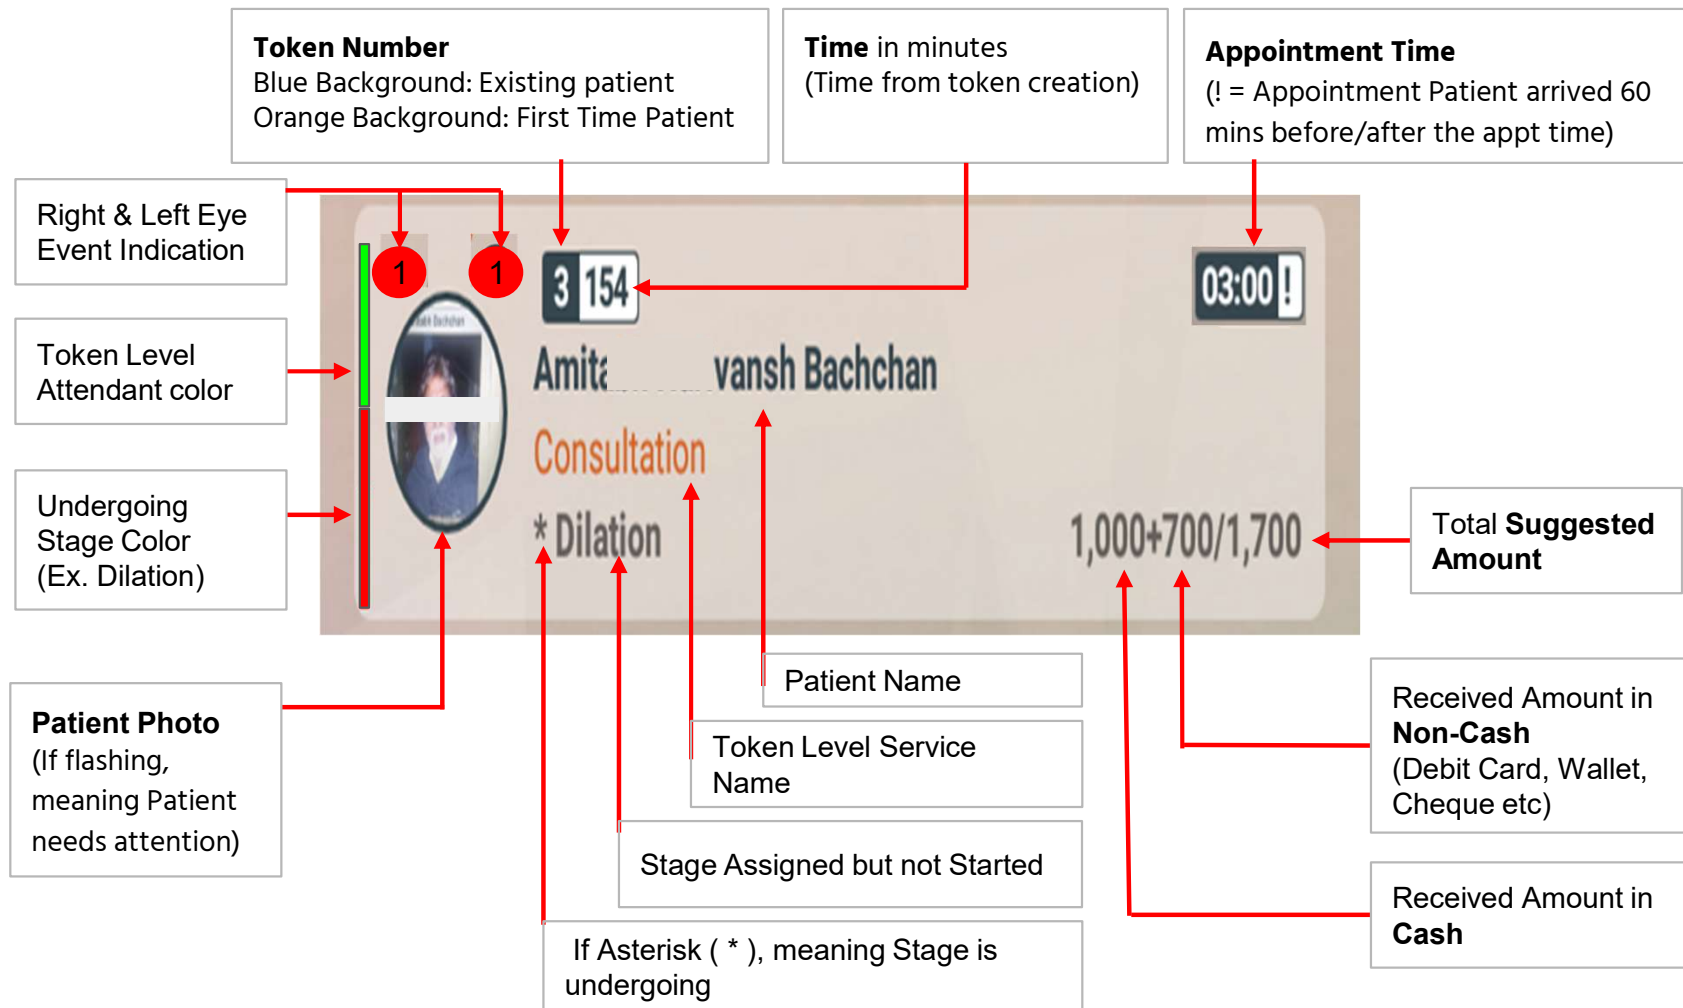 Token Number
Blue Background: Existing patient
Orange Background: First Time Patient
Time in minutes
(Time from token creation)
Appointment Time
(! = Appointment Patient arrived 60
mins before/after the appt time)
Right & Left Eye
Event Indication
1
1
3 154
03:00 !
Bachchan
Token Level
Attendant color
vansh Bachchan
Consultation
Undergoing
Stage Color
(Ex. Dilation)
* Dilation
1,000+700/1,700
Total Suggested
Amount
Patient Photo
(If flashing,
meaning Patient
needs attention)
Patient Name
Token Level Service
Name
Stage Assigned but not Started
If Asterisk ( * ), meaning Stage is
undergoing
Received Amount in
Non-Cash
(Debit Card, Wallet,
Cheque etc)
Received Amount in
Cash